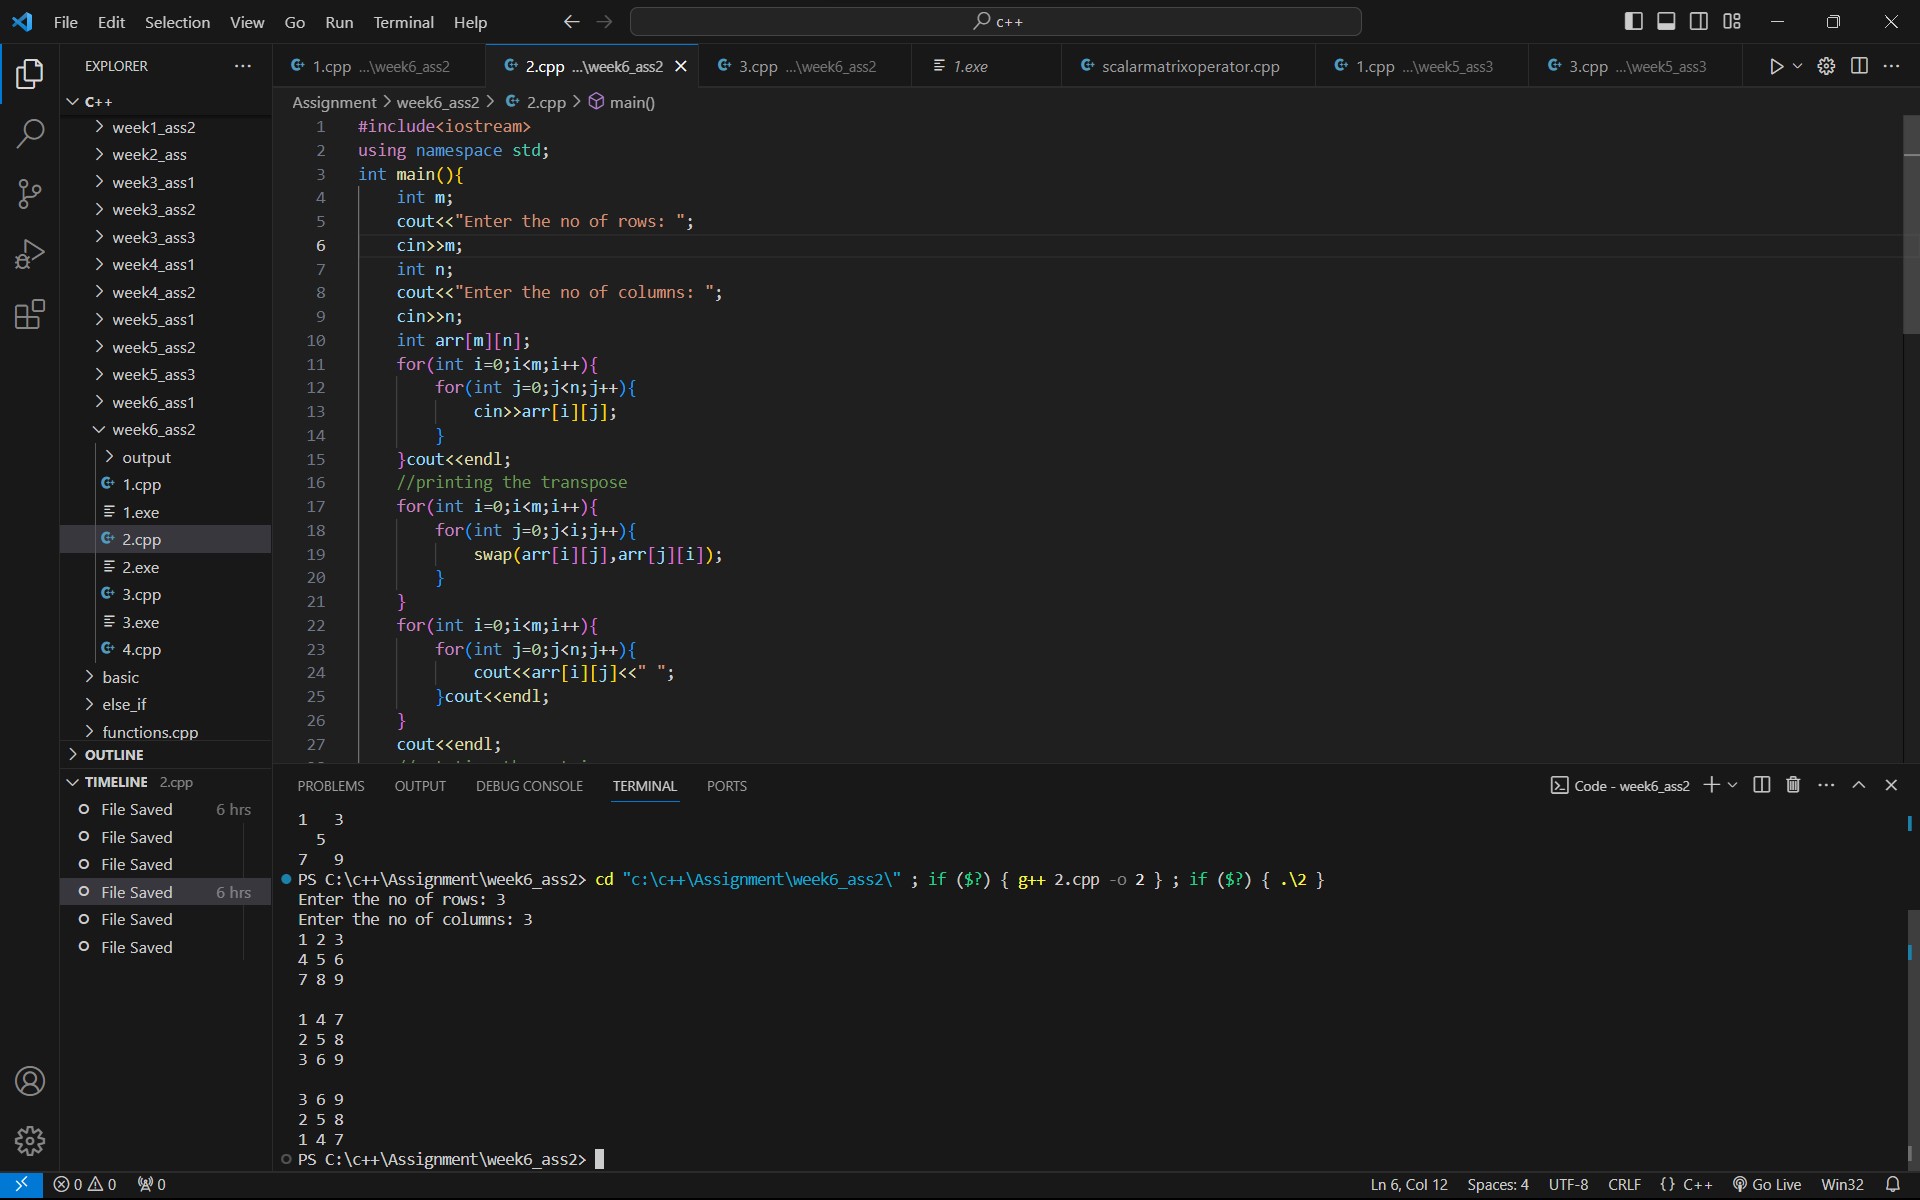 File Edit Selection View Go Run Terminal Help
c++
EXPLORER
1.cpp ...\week6_ass2
2.cpp ...\week6_ass2
3.cpp ...\week6_ass2
1.exe
scalarmatrixoperator.cpp
1.cpp ...\week5_ass3
3.cpp ...\week5_ass3
C++
week1_ass2
week2_ass
week3_ass1
week3_ass2
week3_ass3
week4_ass1
week4_ass2
week5_ass1
week5_ass2
week5_ass3
week6_ass1
week6_ass2
output
1.cpp
1.exe
2.cpp
2.exe
3.cpp
3.exe
4.cpp
basic
else_if
functions.cpp
OUTLINE
TIMELINE 2.cpp
File Saved 6 hrs
File Saved
File Saved
File Saved 6 hrs
File Saved
File Saved
Assignment > week6_ass2 > 2.cpp > main()
1 #include<iostream>
2 using namespace std;
3 int main(){
4 int m;
5 cout<<"Enter the no of rows: ";
6 cin>>m;
7 int n;
8 cout<<"Enter the no of columns: ";
9 cin>>n;
10 int arr[m][n];
11 for(int i=0;i<m;i++){
12 for(int j=0;j<n;j++){
13 cin>>arr[i][j];
14 }
15 }cout<<endl;
16 //printing the transpose
17 for(int i=0;i<m;i++){
18 for(int j=0;j<i;j++){
19 swap(arr[i][j],arr[j][i]);
20 }
21 }
22 for(int i=0;i<m;i++){
23 for(int j=0;j<n;j++){
24 cout<<arr[i][j]<<" ";
25 }cout<<endl;
26 }
27 cout<<endl;
PROBLEMS OUTPUT DEBUG CONSOLE TERMINAL PORTS
Code - week6_ass2
1 3
5
7 9
PS C:\c++\Assignment\week6_ass2> cd "c:\c++\Assignment\week6_ass2\" ; if ($?) { g++ 2.cpp -o 2 } ; if ($?) { .\2 }
Enter the no of rows: 3
Enter the no of columns: 3
1 2 3
4 5 6
7 8 9
1 4 7
2 5 8
3 6 9
3 6 9
2 5 8
1 4 7
PS C:\c++\Assignment\week6_ass2>
0 0 0
Ln 6, Col 12 Spaces: 4 UTF-8 CRLF {} C++ Go Live Win32